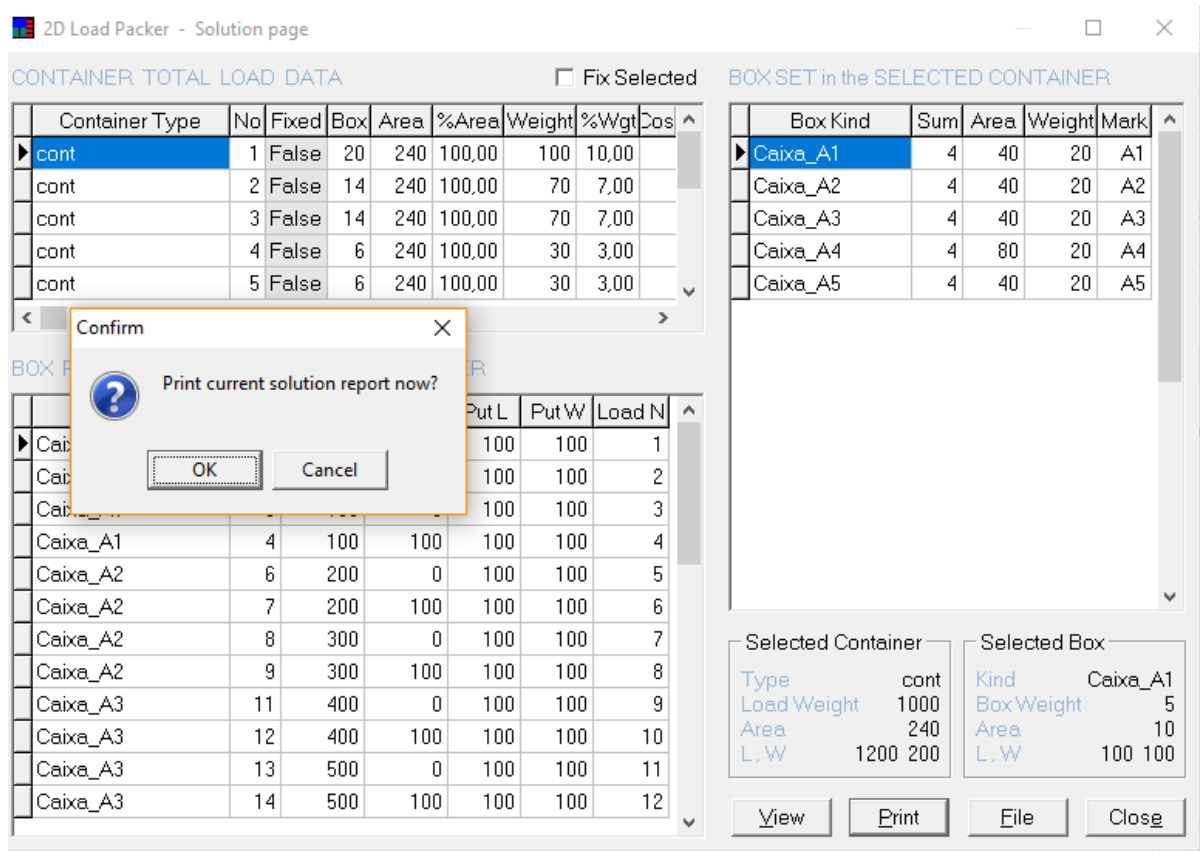 2D Load Packer - Solution page
CONTAINER TOTAL LOAD DATA
Fix Selected
Container Type No Fixed Box Area %Area Weight %Wgt Cos
cont 1 False 20 240 100,00 100 10,00
cont 2 False 14 240 100,00 70 7,00
cont 3 False 14 240 100,00 70 7,00
cont 4 False 6 240 100,00 30 3,00
cont 5 False 6 240 100,00 30 3,00
BOX SET in the SELECTED CONTAINER
Box Kind Sum Area Weight Mark
Caixa_A1 4 40 20 A1
Caixa_A2 4 40 20 A2
Caixa_A3 4 40 20 A3
Caixa_A4 4 80 20 A4
Caixa_A5 4 40 20 A5
Confirm
Print current solution report now?
OK Cancel
BOX
Put L Put W Load N
100 100 1
100 100 2
100 100 3
Caixa_A1 4 100 100 100 100 4
Caixa_A2 6 200 0 100 100 5
Caixa_A2 7 200 100 100 100 6
Caixa_A2 8 300 0 100 100 7
Caixa_A2 9 300 100 100 100 8
Caixa_A3 11 400 0 100 100 9
Caixa_A3 12 400 100 100 100 10
Caixa_A3 13 500 0 100 100 11
Caixa_A3 14 500 100 100 100 12
Selected Container
Type cont
Load Weight 1000
Area 240
L, W 1200 200
Selected Box
Kind Caixa_A1
Box Weight 5
Area 10
L, W 100 100
View Print File Close